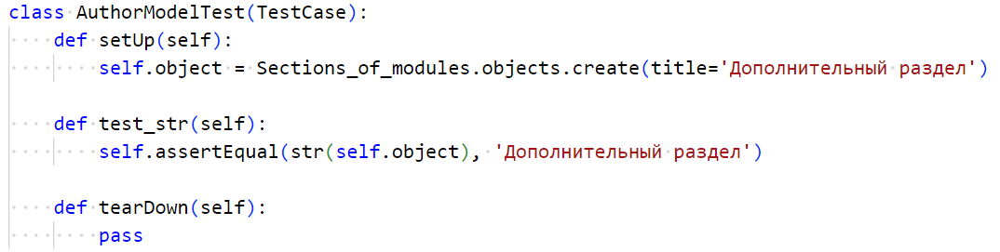 class AuthorModelTest(TestCase):
    def setUp(self):
        self.object = Sections_of_modules.objects.create(title='Дополнительный раздел')
    def test_str(self):
        self.assertEqual(str(self.object), 'Дополнительный раздел')
    def tearDown(self):
        pass